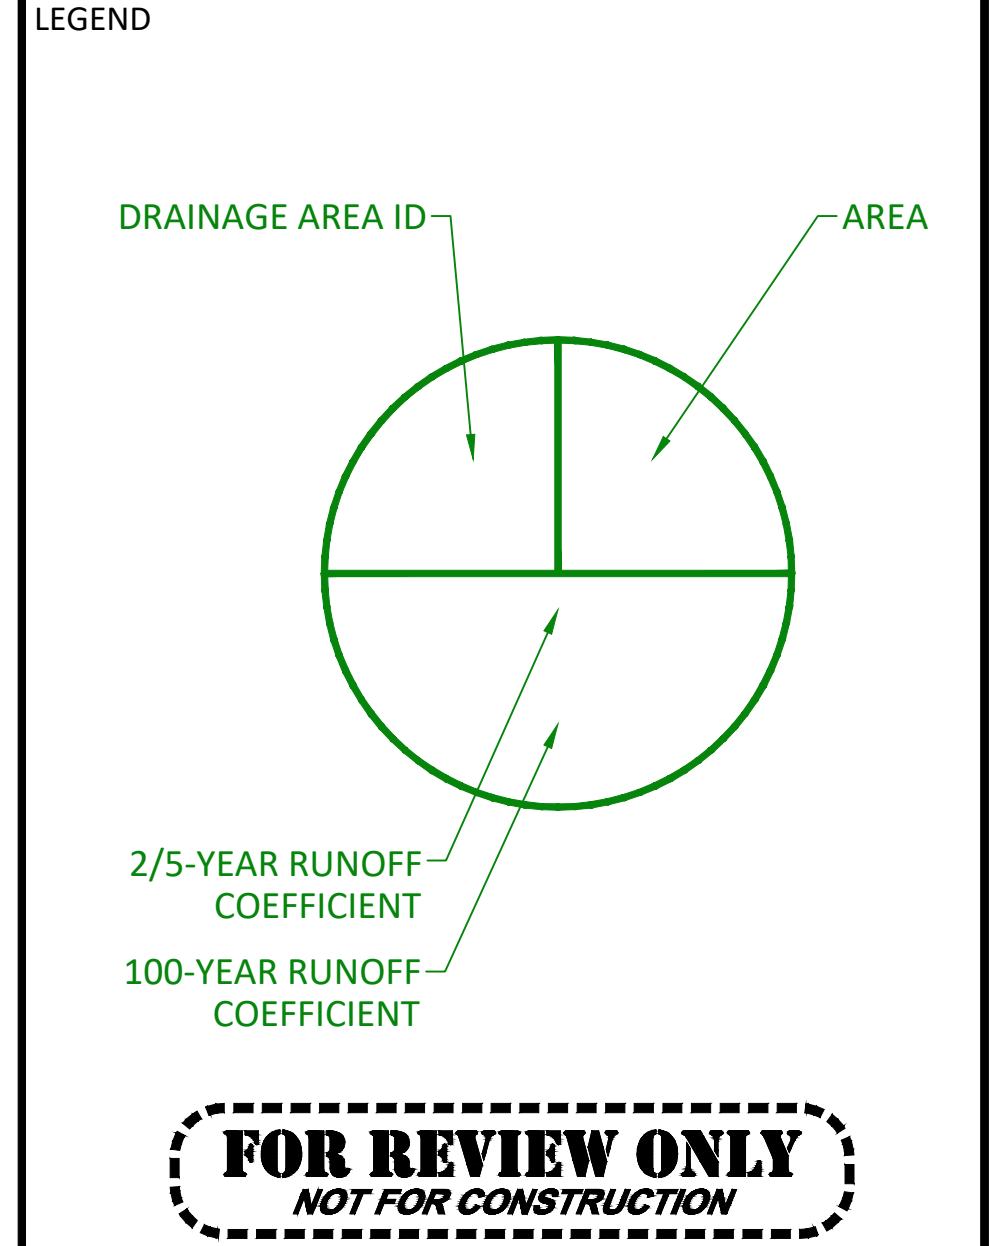 LEGEND
DRAINAGE AREA ID
AREA
2/5-YEAR RUNOFF
COEFFICIENT
100-YEAR RUNOFF
COEFFICIENT
FOR REVIEW ONLY
NOT FOR CONSTRUCTION